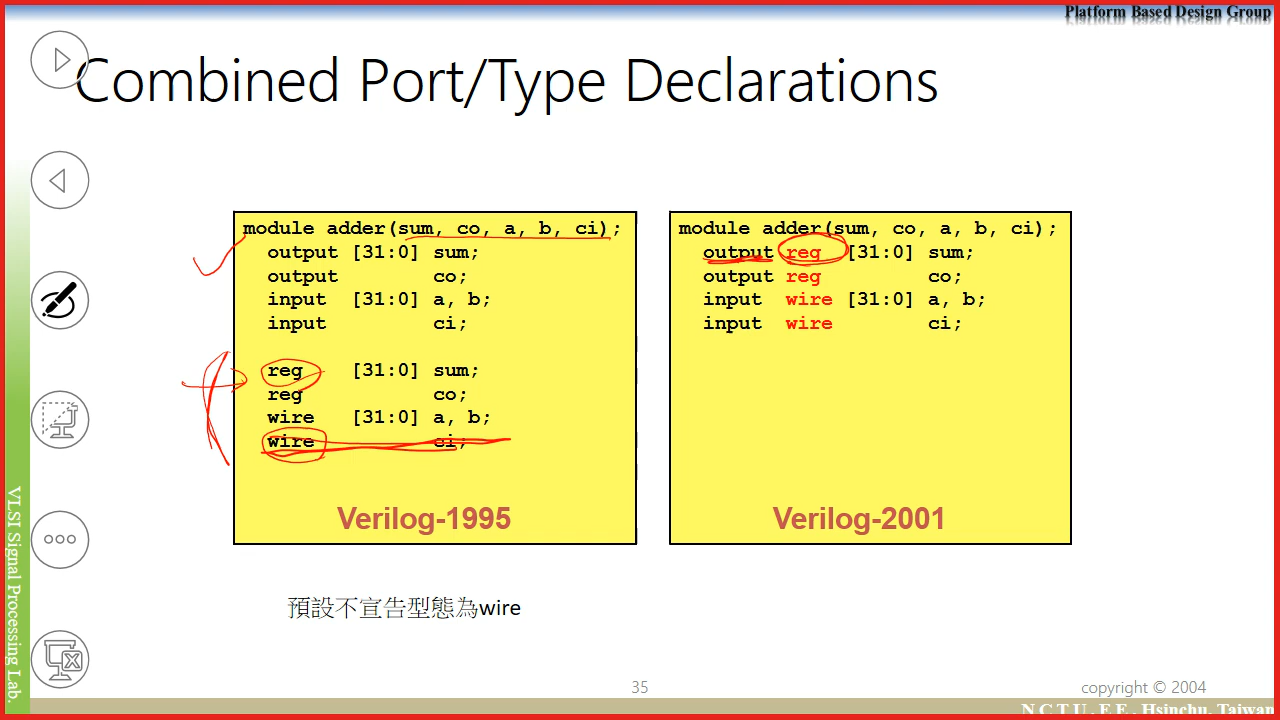 Platform Based Design Group
Combined Port/Type Declarations
module adder(sum, co, a, b, ci);
output [31:0] sum;
output co;
input [31:0] a, b;
input ci;
reg [31:0] sum;
reg co;
wire [31:0] a, b;
wire ci;
Verilog-1995
module adder(sum, co, a, b, ci);
output reg [31:0] sum;
output reg co;
input wire [31:0] a, b;
input wire ci;
Verilog-2001
預設不宣告型態為wire
VLSI Signal Processing Lab.
35
copyright © 2004
N C T U . E E , Hsinchu, Taiwan